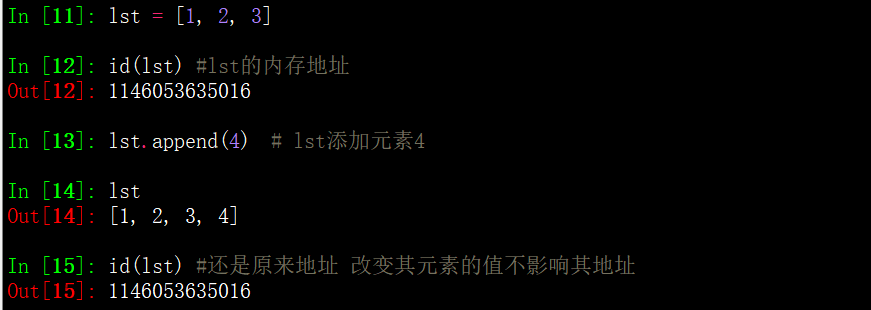 In [11]: lst = [1, 2, 3]
In [12]: id(lst) #lst的内存地址
Out[12]: 1146053635016
In [13]: lst.append(4)  # lst添加元素4
In [14]: lst
Out[14]: [1, 2, 3, 4]
In [15]: id(lst) #还是原来地址 改变其元素的值不影响其地址
Out[15]: 1146053635016